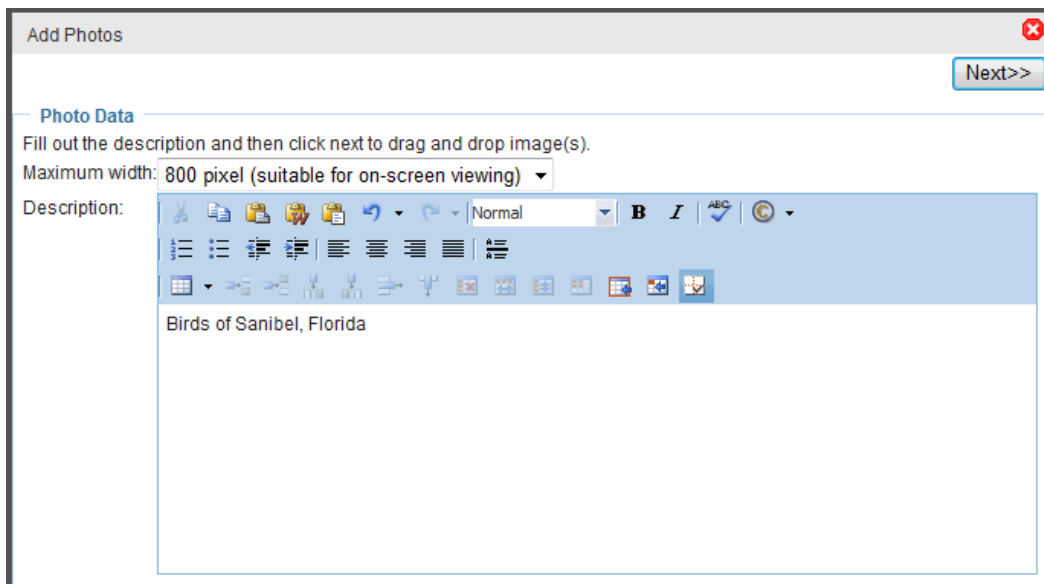 Add Photos
Next>>
Photo Data
Fill out the description and then click next to drag and drop image(s).
Maximum width: 800 pixel (suitable for on-screen viewing)
Description:
Normal B I ABC ©
Birds of Sanibel, Florida